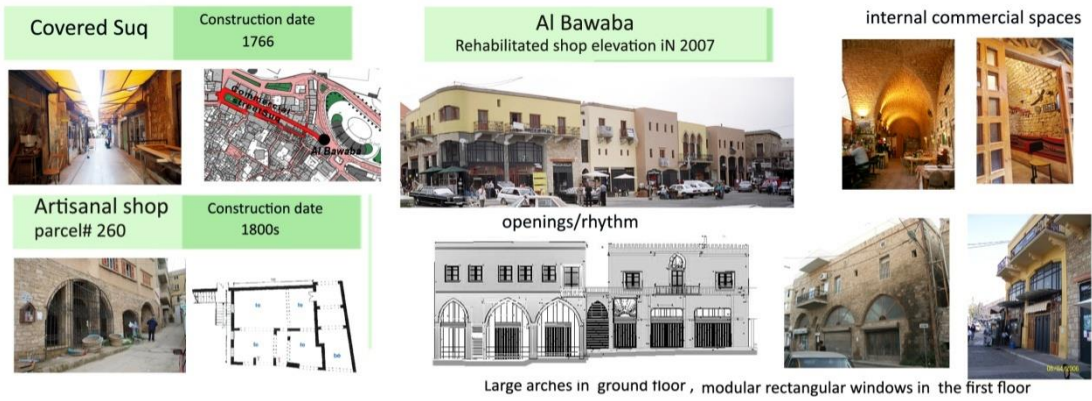 Covered Suq
Construction date
1766
Commercial
Al Bawaba
Artisanal shop
parcel# 260
Construction date
1800s
Al Bawaba
Rehabilitated shop elevation iN 2007
openings/rhythm
internal commercial spaces
Large arches in ground floor , modular rectangular windows in the first floor